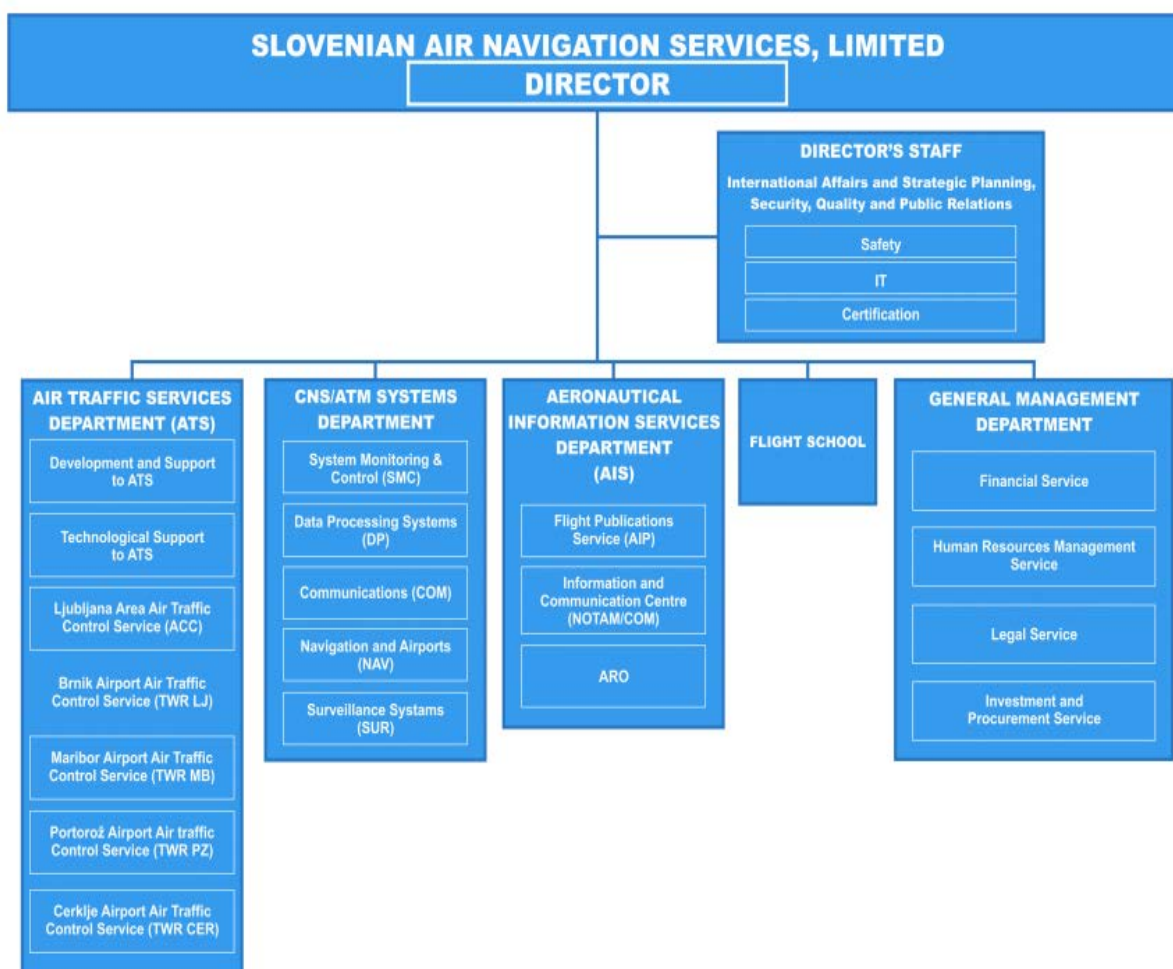 SLOVENIAN AIR NAVIGATION SERVICES, LIMITED
DIRECTOR
DIRECTOR'S STAFF
International Affairs and Strategic Planning,
Security, Quality and Public Relations
Safety
IT
Certification
AIR TRAFFIC SERVICES
DEPARTMENT (ATS)
Development and Support
to ATS
Technological Support
to ATS
Ljubljana Area Air Traffic
Control Service (ACC)
Brnik Airport Air Traffic
Control Service (TWR LJ)
Maribor Airport Air Traffic
Control Service (TWR MB)
Portorož Airport Air traffic
Control Service (TWR PZ)
Cerklje Airport Air Traffic
Control Service (TWR CER)
CNS/ATM SYSTEMS
DEPARTMENT
System Monitoring &
Control (SMC)
Data Processing Systems
(DP)
Communications (COM)
Navigation and Airports
(NAV)
Surveillance Systams
(SUR)
AERONAUTICAL
INFORMATION SERVICES
DEPARTMENT
(AIS)
Flight Publications
Service (AIP)
Information and
Communication Centre
(NOTAM/COM)
ARO
FLIGHT SCHOOL
GENERAL MANAGEMENT
DEPARTMENT
Financial Service
Human Resources Management
Service
Legal Service
Investment and
Procurement Service